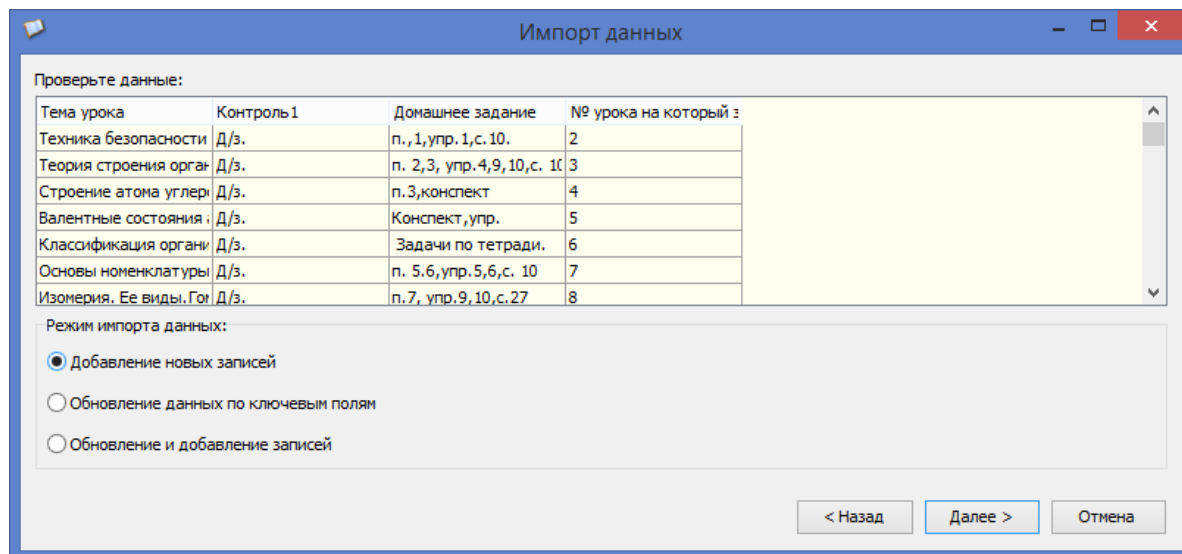 Импорт данных
Проверьте данные:
Тема урока Контроль1 Домашнее задание № урока на который з
Техника безопасности Д/з. п.,1,упр.1,с.10. 2
Теория строения орган Д/з. п. 2,3, упр.4,9,10,с. 10 3
Строение атома углеро Д/з. п.3,конспект 4
Валентные состояния а Д/з. Конспект,упр. 5
Классификация органи Д/з. Задачи по тетради. 6
Основы номенклатуры Д/з. п. 5.6,упр.5,6,с. 10 7
Изомерия. Ее виды.Гом Д/з. п.7, упр.9,10,с.27 8
Режим импорта данных:
Добавление новых записей
Обновление данных по ключевым полям
Обновление и добавление записей
< Назад Далее > Отмена